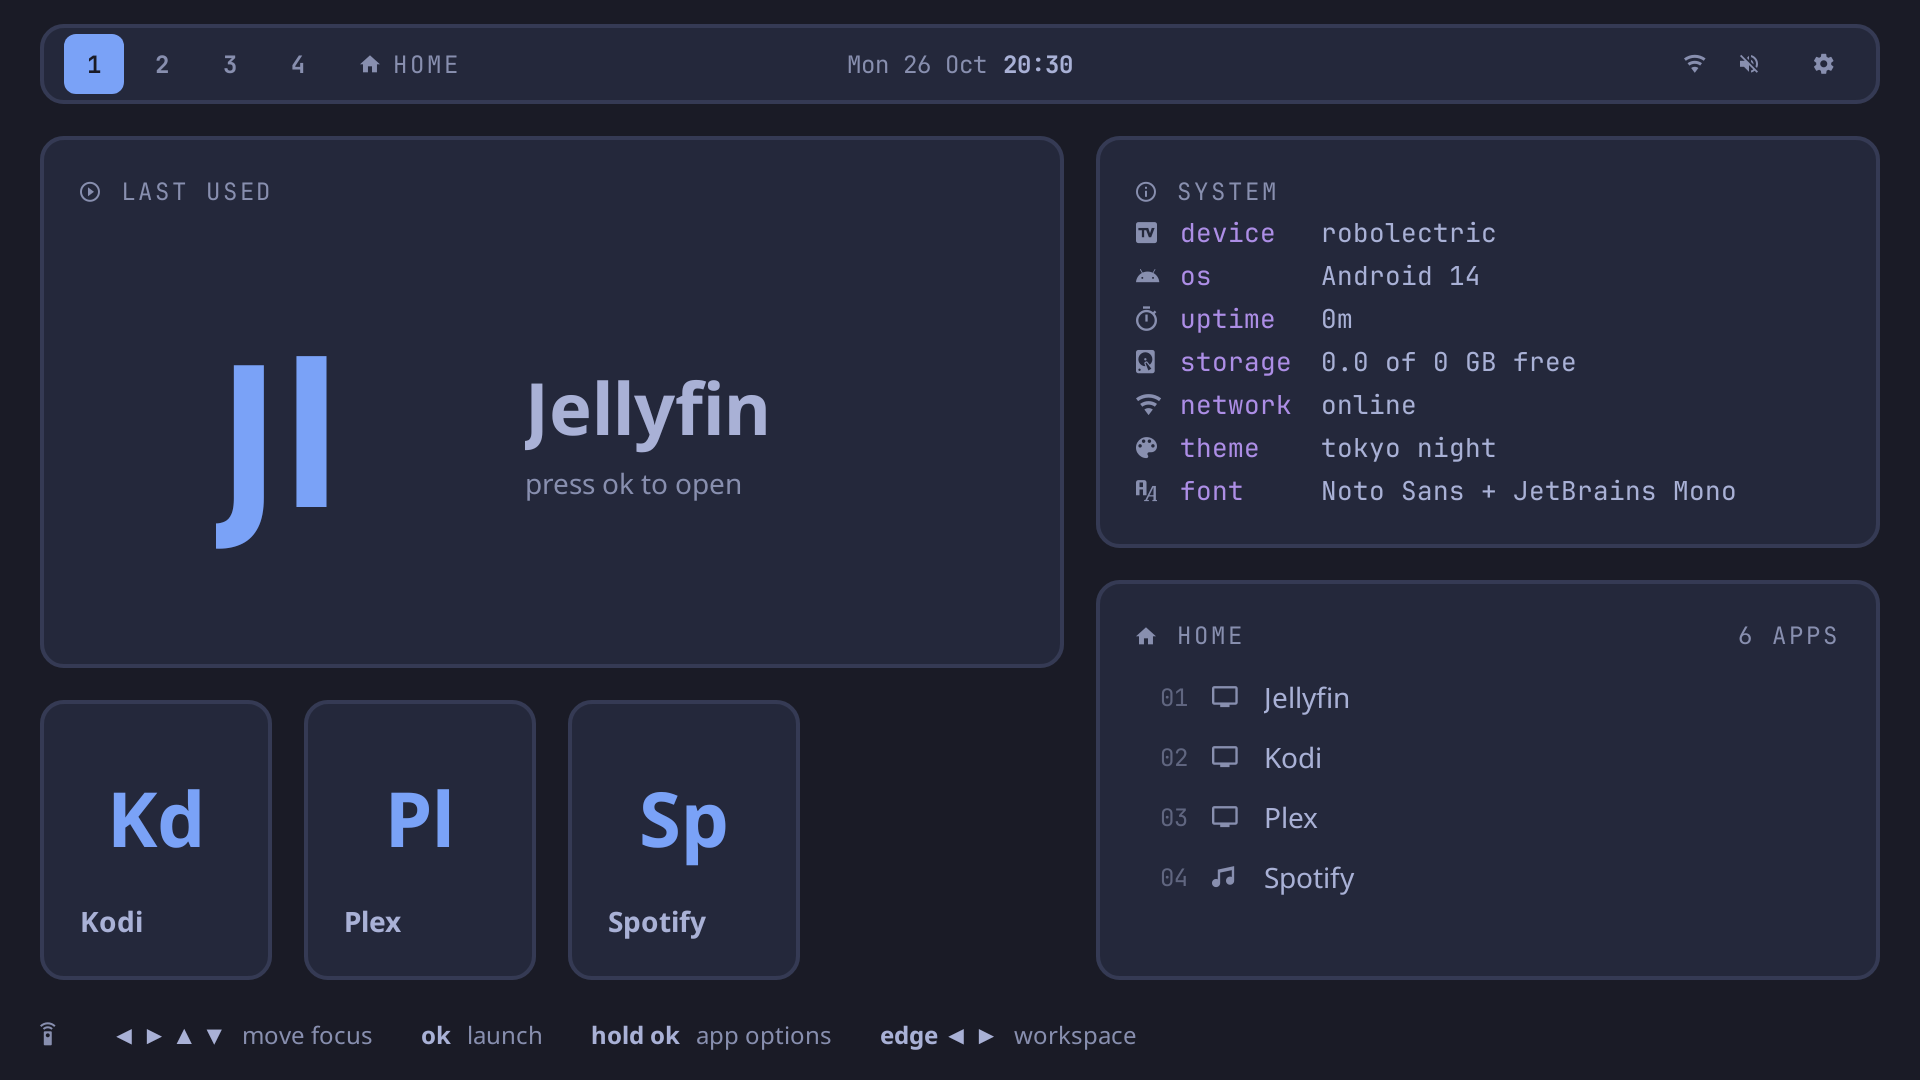 1 2 3 4 HOME Mon 26 Oct 20:30
LAST USED
Jl
Jellyfin
press ok to open
Kd
Kodi
Pl
Plex
Sp
Spotify
SYSTEM
device robolectric
os Android 14
uptime 0m
storage 0.0 of 0 GB free
network online
theme tokyo night
font Noto Sans + JetBrains Mono
HOME 6 APPS
01 Jellyfin
02 Kodi
03 Plex
04 Spotify
◀ ▶ ▲ ▼ move focus ok launch hold ok app options edge ◀ ▶ workspace